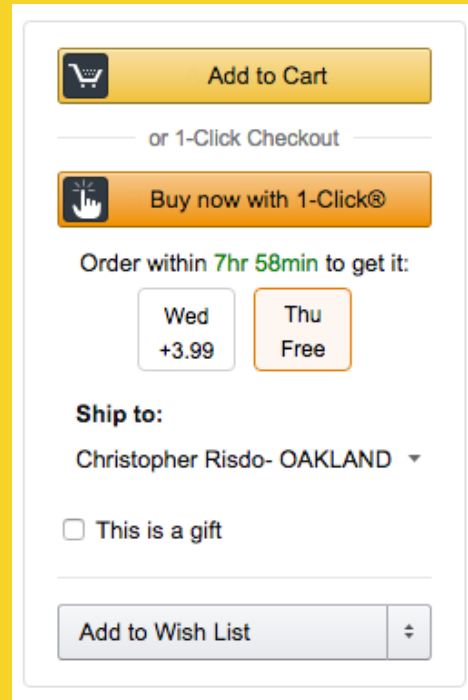 Add to Cart
or 1-Click Checkout
Buy now with 1-Click®
Order within 7hr 58min to get it:
Wed
+3.99
Thu
Free
Ship to:
Christopher Risdo- OAKLAND
This is a gift
Add to Wish List